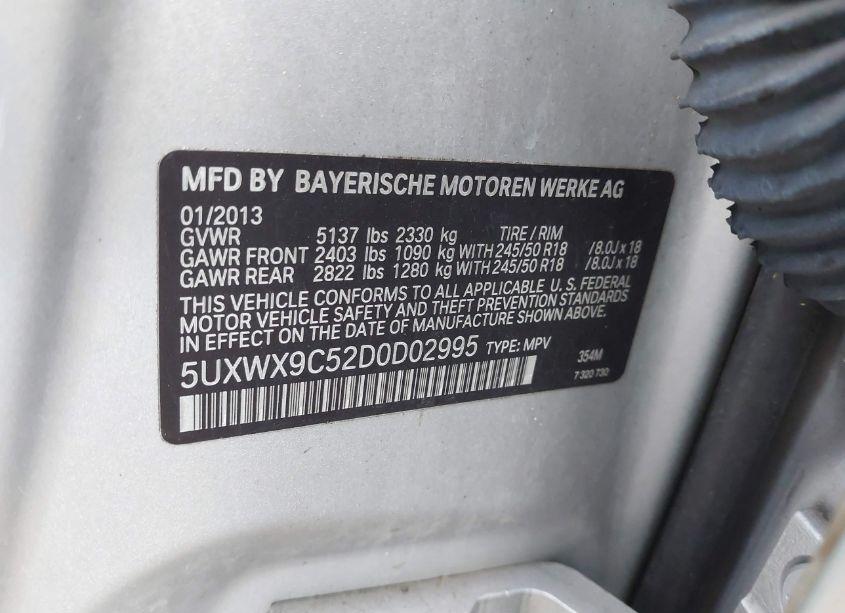 MFD BY BAYERISCHE MOTOREN WERKE AG
01/2013
GVWR 5137 lbs 2330 kg TIRE / RIM
GAWR FRONT 2403 lbs 1090 kg WITH 245/50 R18 /8.0J x 18
GAWR REAR 2822 lbs 1280 kg WITH 245/50 R18 /8.0J x 18
THIS VEHICLE CONFORMS TO ALL APPLICABLE U. S. FEDERAL
MOTOR VEHICLE SAFETY AND THEFT PREVENTION STANDARDS
IN EFFECT ON THE DATE OF MANUFACTURE SHOWN ABOVE.
5UXWX9C52D0D02995 TYPE: MPV 354M
7 320 730